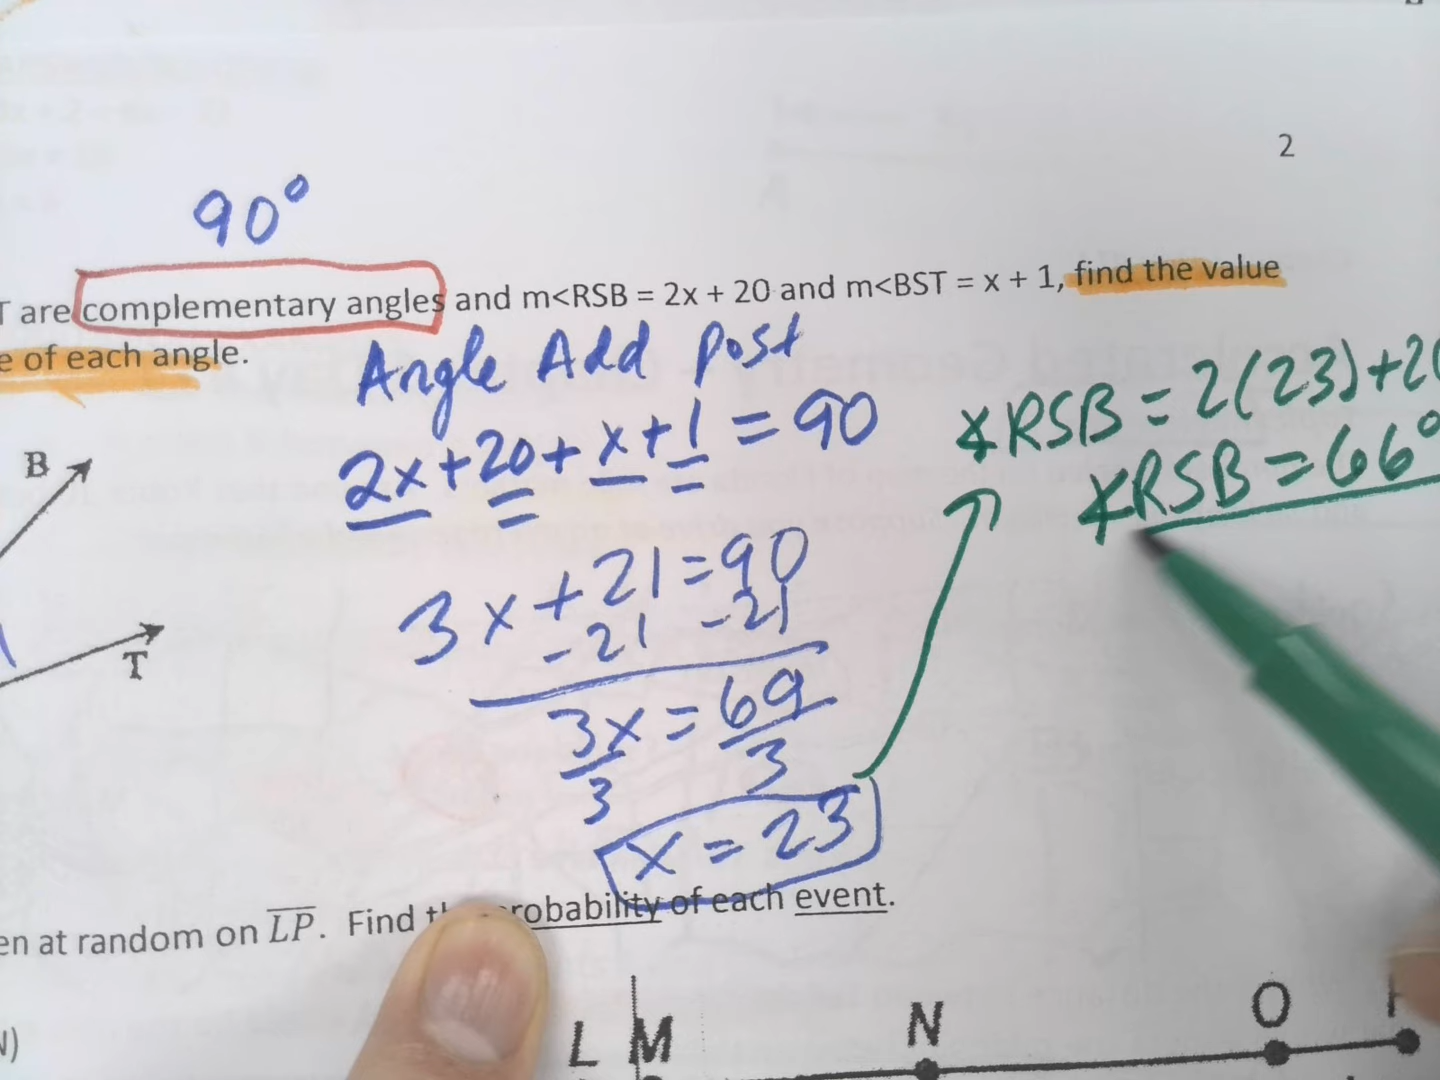 2
90°
T are complementary angles and m<RSB = 2x + 20 and m<BST = x + 1, find the value
e of each angle.
Angle Add Post
2x + 20 + x + 1 = 90
3x + 21 = 90
- 21 - 21
3x = 69
3 3
x = 23
∡RSB = 2(23) + 20
∡RSB = 66°
B
T
en at random on LP. Find probability of each event.
N)
L M N O